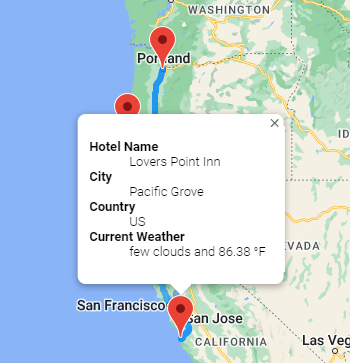 WASHINGTON
Portland
ID
Hotel Name
Lovers Point Inn
City
Pacific Grove
Country
US
Current Weather
few clouds and 86.38 °F
EVADA
San Francisco
San Jose
CALIFORNIA
Las Veg